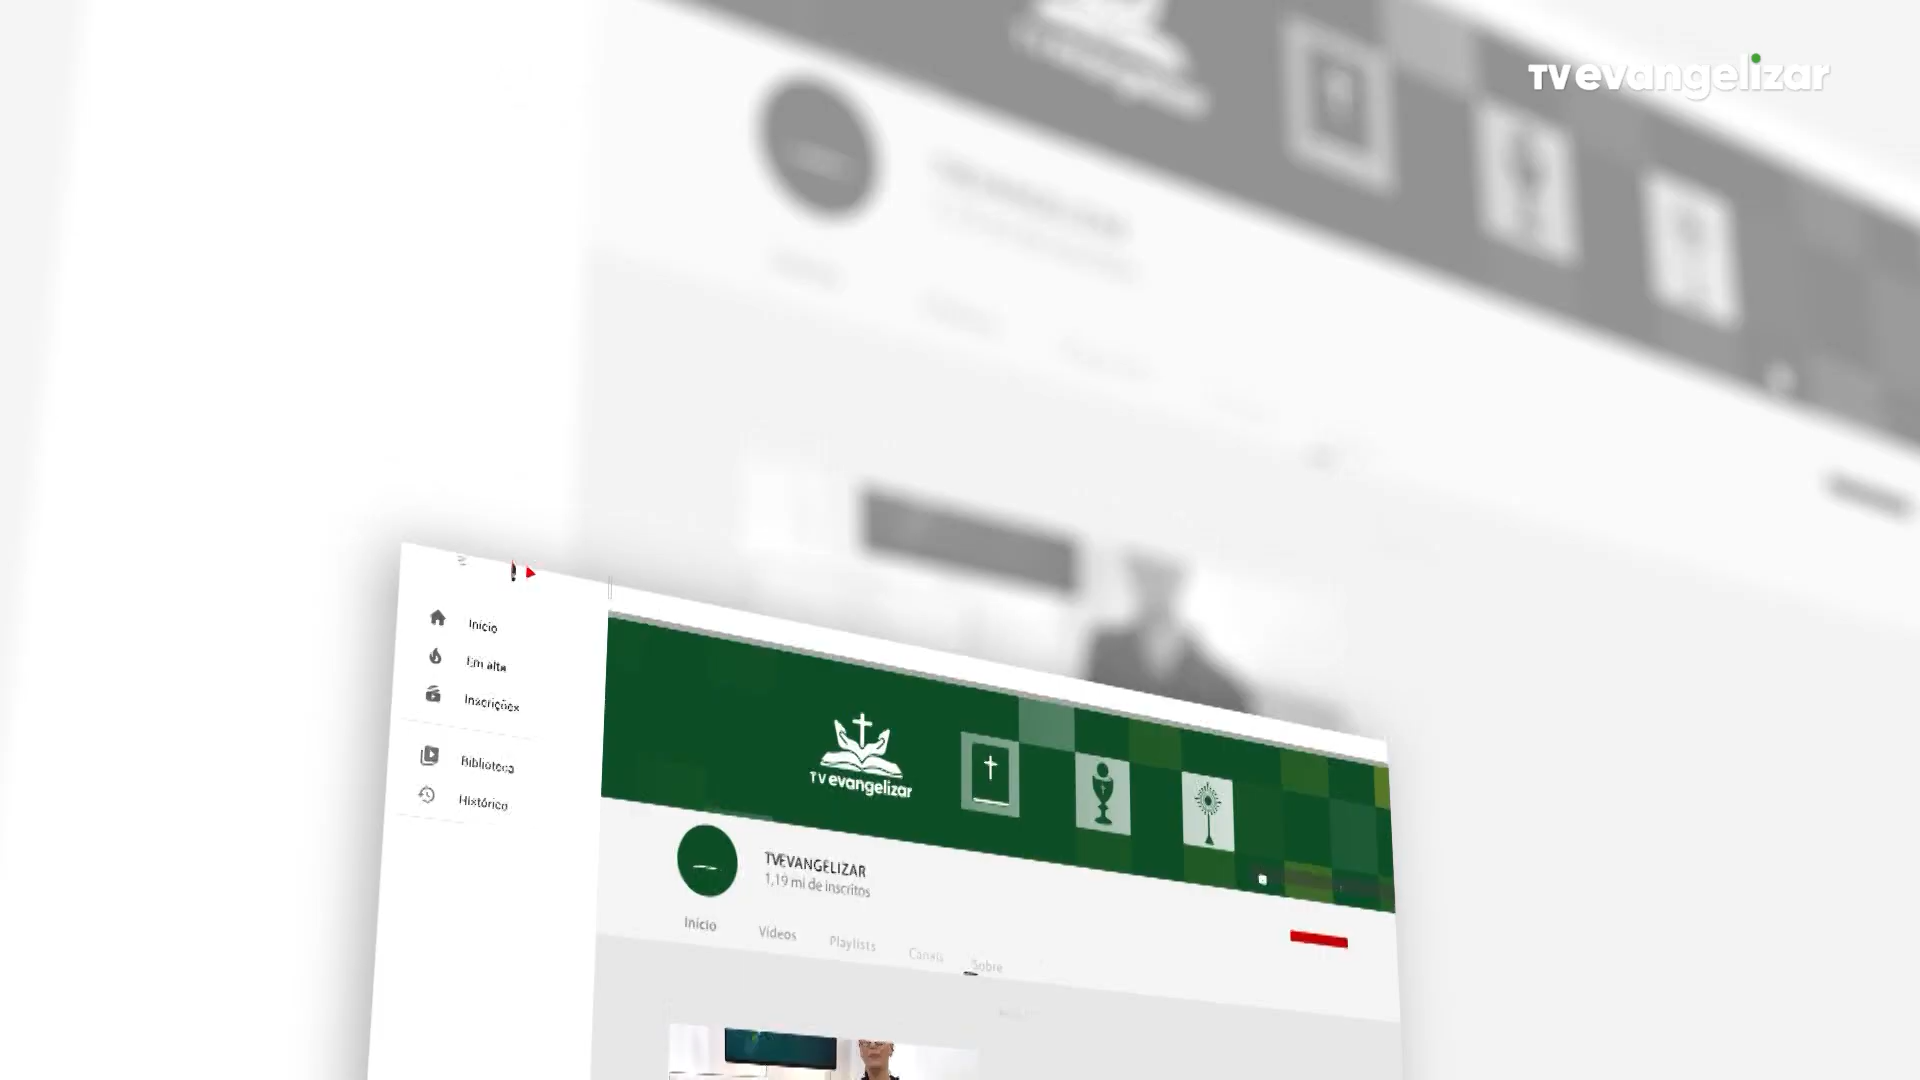 TVevangelizar
Início
Em alta
Inscrições
Biblioteca
Histórico
TV evangelizar
TVEVANGELIZAR
1,19 mi de inscritos
Início
Vídeos
Playlists
Canais
Sobre